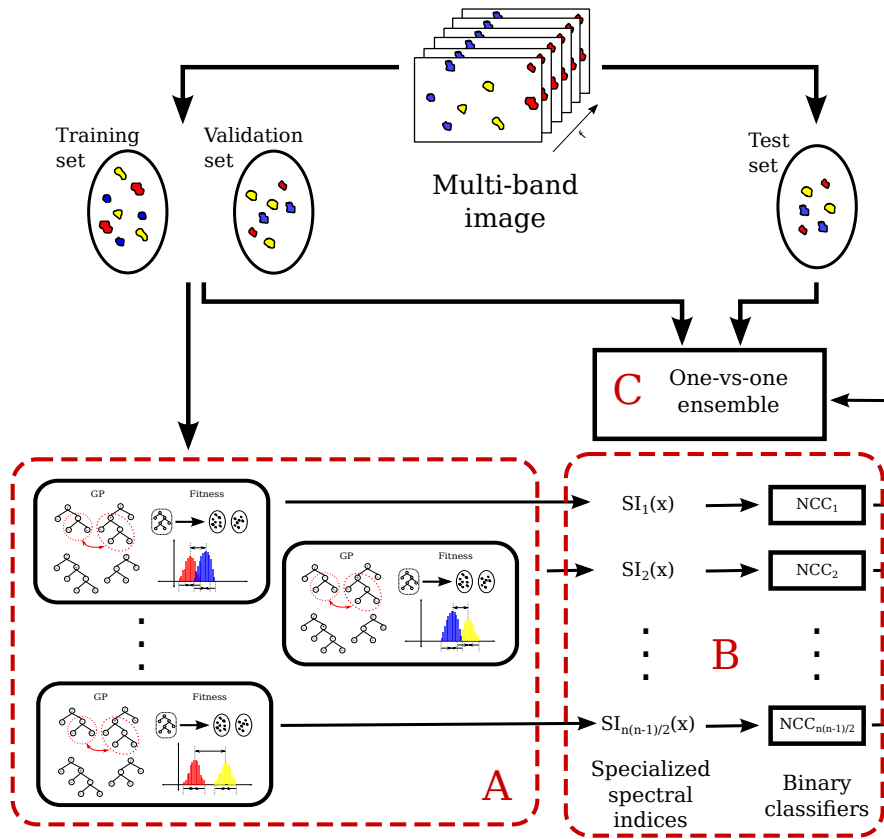 f
Multi-band
image
Training
set
Validation
set
Test
set
C
One-vs-one
ensemble
GP
Fitness
GP
Fitness
GP
Fitness
A
SI₁(x)
NCC₁
SI₂(x)
NCC₂
B
SIₙ₍ₙ₋₁₎/₂(x)
NCCₙ₍ₙ₋₁₎/₂
Specialized
spectral
indices
Binary
classifiers